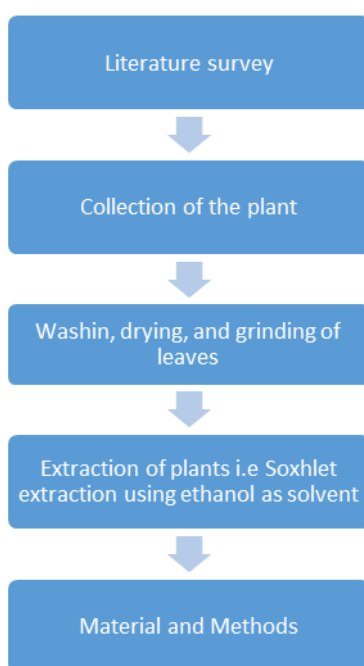 Literature survey
Collection of the plant
Washin, drying, and grinding of
leaves
Extraction of plants i.e Soxhlet
extraction using ethanol as solvent
Material and Methods